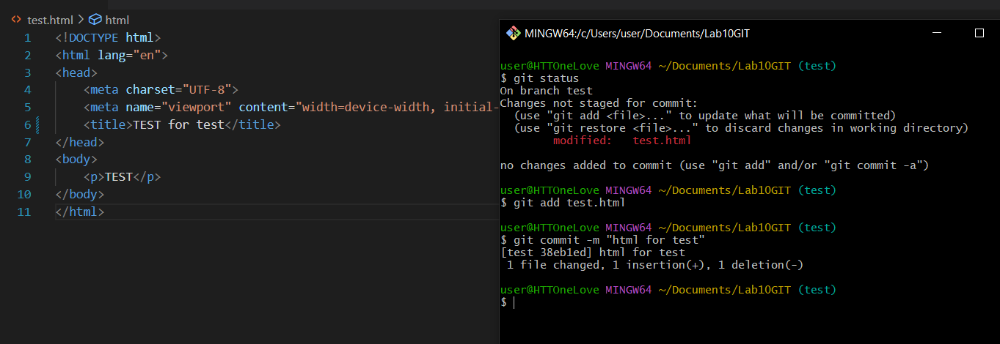 test.html > html
1 <!DOCTYPE html>
2 <html lang="en">
3 <head>
4     <meta charset="UTF-8">
5     <meta name="viewport" content="width=device-width, initial-
6     <title>TEST for test</title>
7 </head>
8 <body>
9     <p>TEST</p>
10 </body>
11 </html>
MINGW64:/c/Users/user/Documents/Lab10GIT
user@HTTOneLove MINGW64 ~/Documents/Lab10GIT (test)
$ git status
On branch test
Changes not staged for commit:
  (use "git add <file>..." to update what will be committed)
  (use "git restore <file>..." to discard changes in working directory)
        modified:   test.html
no changes added to commit (use "git add" and/or "git commit -a")
user@HTTOneLove MINGW64 ~/Documents/Lab10GIT (test)
$ git add test.html
user@HTTOneLove MINGW64 ~/Documents/Lab10GIT (test)
$ git commit -m "html for test"
[test 38eb1ed] html for test
 1 file changed, 1 insertion(+), 1 deletion(-)
user@HTTOneLove MINGW64 ~/Documents/Lab10GIT (test)
$